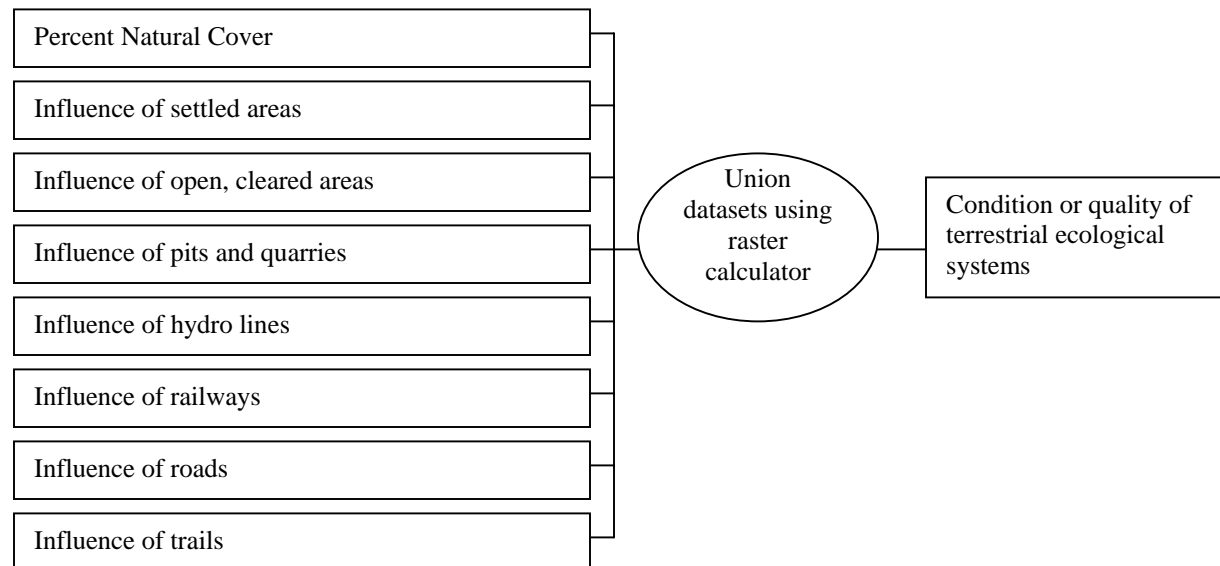 Percent Natural Cover
Influence of settled areas
Influence of open, cleared areas
Influence of pits and quarries
Influence of hydro lines
Influence of railways
Influence of roads
Influence of trails
Union
datasets using
raster
calculator
Condition or quality of
terrestrial ecological
systems